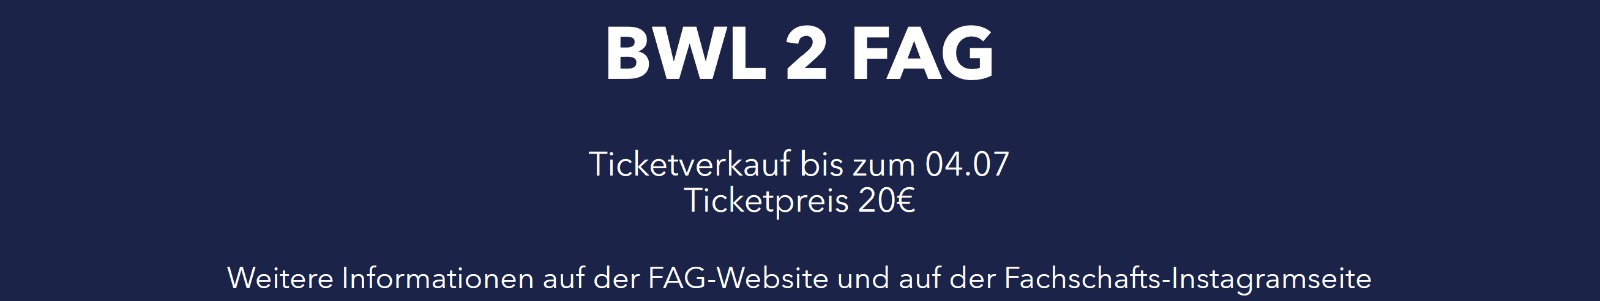 BWL 2 FAG
Ticketverkauf bis zum 04.07
Ticketpreis 20€
Weitere Informationen auf der FAG-Website und auf der Fachschafts-Instagramseite